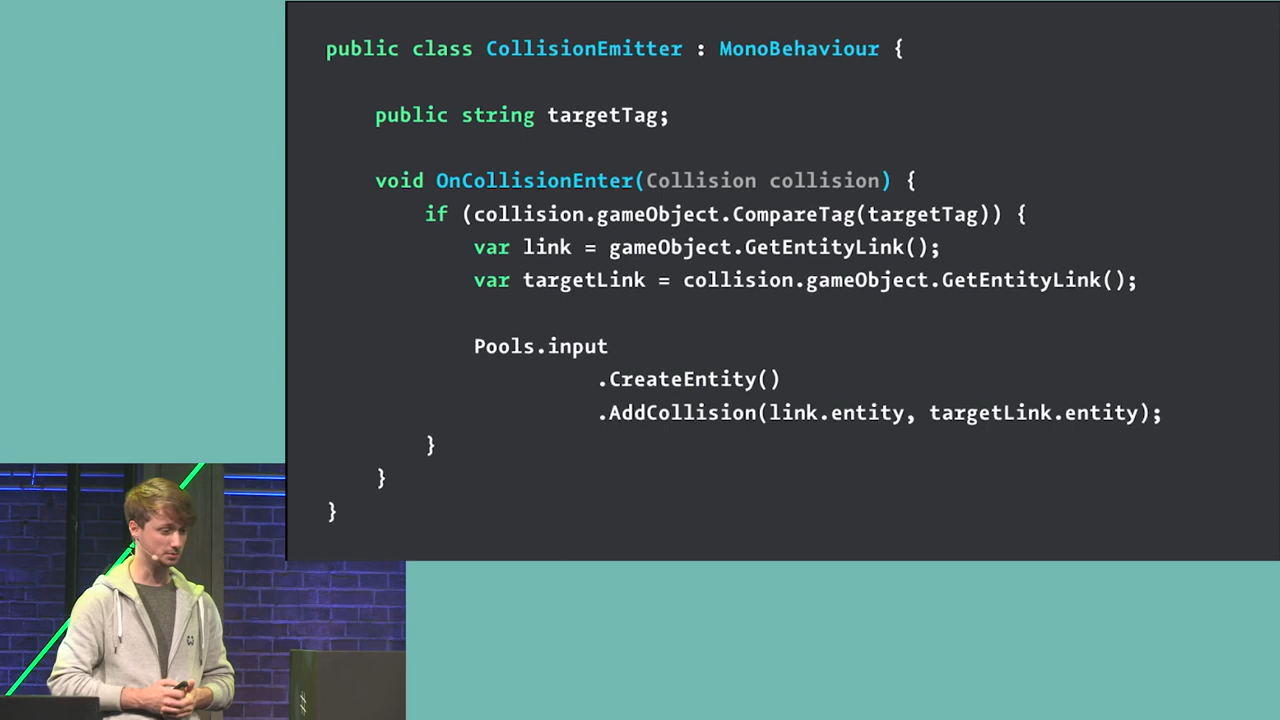 public class CollisionEmitter : MonoBehaviour {
public string targetTag;
void OnCollisionEnter(Collision collision) {
if (collision.gameObject.CompareTag(targetTag)) {
var link = gameObject.GetEntityLink();
var targetLink = collision.gameObject.GetEntityLink();
Pools.input
.CreateEntity()
.AddCollision(link.entity, targetLink.entity);
}
}
}